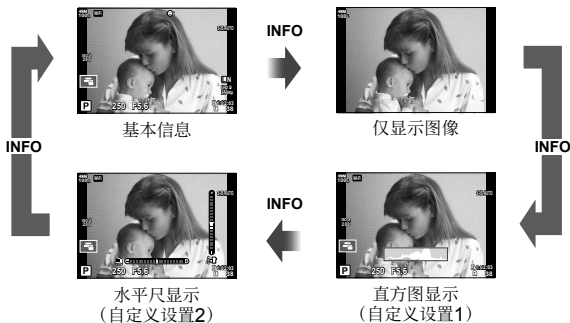 INFO
基本信息
仅显示图像
INFO
INFO
INFO
水平尺显示
（自定义设置2）
直方图显示
（自定义设置1）
P
250 F5.6
P
250 F5.6
P
250 F5.6